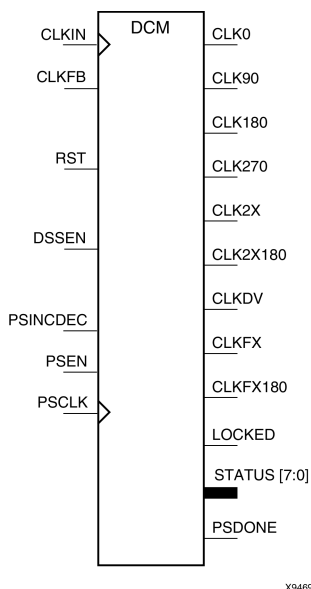 DCM
CLKIN
CLKFB
RST
DSSEN
PSINCDEC
PSEN
PSCLK
CLK0
CLK90
CLK180
CLK270
CLK2X
CLK2X180
CLKDV
CLKFX
CLKFX180
LOCKED
STATUS [7:0]
PSDONE
X9469